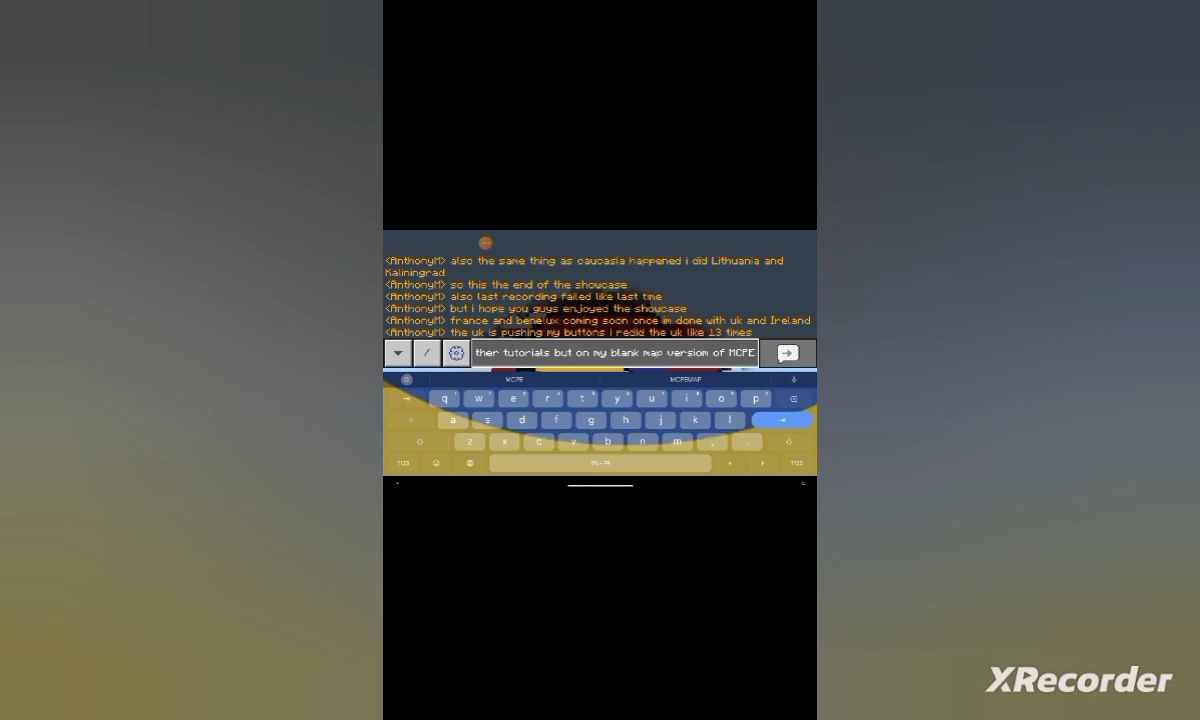 <AnthonyM> also the same thing as caucasia happened i did Lithuania and
Kaliningrad
<AnthonyM> so this the end of the showcase
<AnthonyM> also last recording failed like last time
<AnthonyM> but i hope you guys enjoyed the showcase
<AnthonyM> france and benelux coming soon once im done with uk and Ireland
<AnthonyM> the uk is pushing my buttons i redid the uk like 13 times
/ ther tutorials but on my blank map versiom of MCPE
MCPE MCPEMAP
q w e r t y u i o p
a s d f g h j k l
z x c v b n m , .
?123 ?123
XRecorder